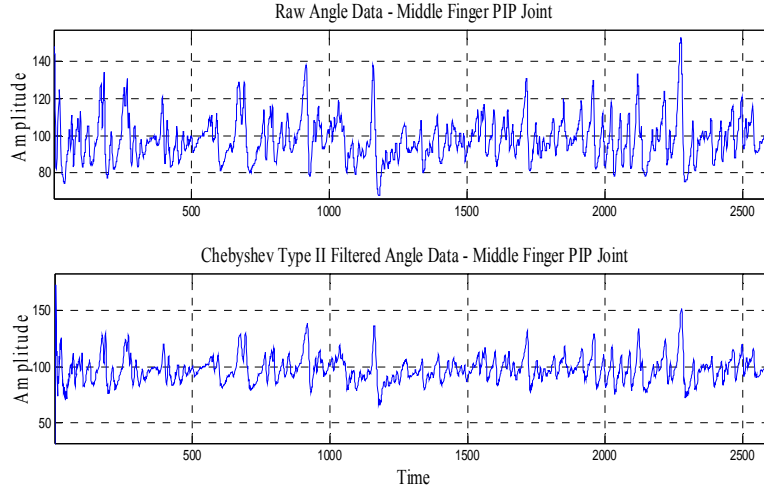 Raw Angle Data - Middle Finger PIP Joint
Amplitude
140
120
100
80
500 1000 1500 2000 2500
Chebyshev Type II Filtered Angle Data - Middle Finger PIP Joint
Amplitude
150
100
50
500 1000 1500 2000 2500
Time